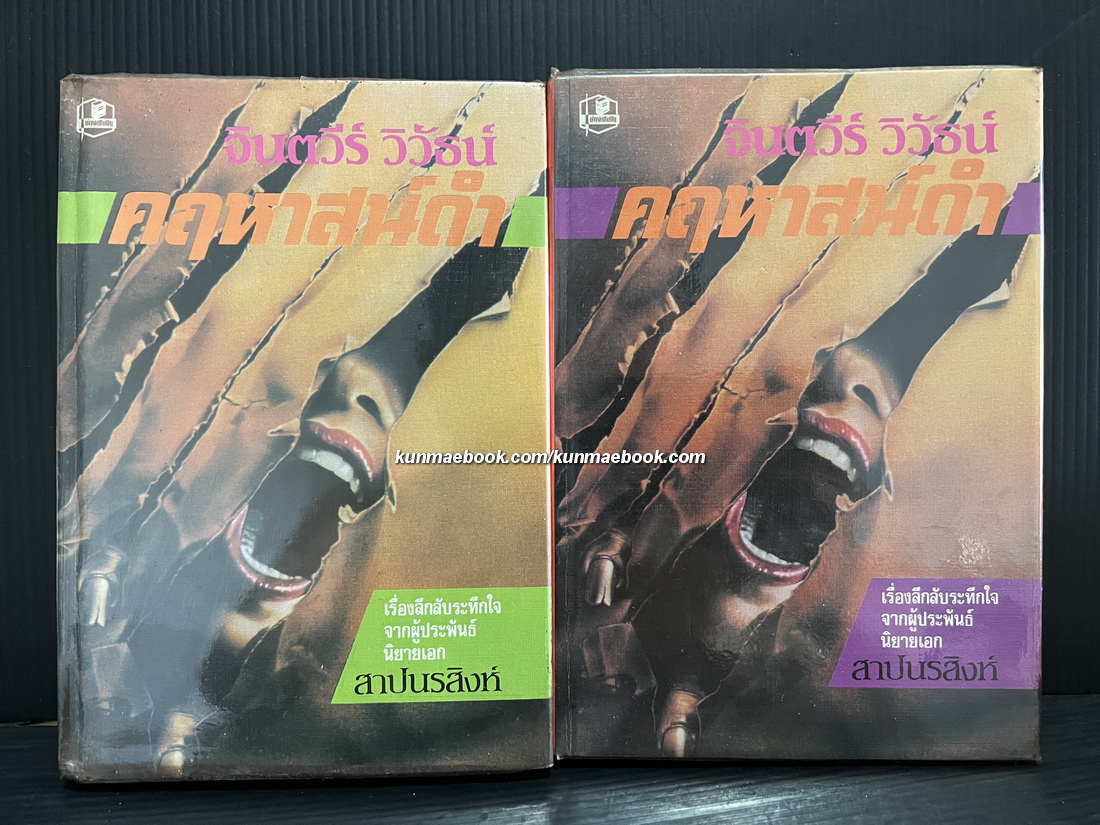 จินตวีร์ วิวัธน์
คฤหาสน์ดำ
เรื่องลึกลับระทึกใจ
จากผู้ประพันธ์
นิยายเอก
สาปนรสิงห์
จินตวีร์ วิวัธน์
คฤหาสน์ดำ
เรื่องลึกลับระทึกใจ
จากผู้ประพันธ์
นิยายเอก
สาปนรสิงห์
kunmaebook.com/kunmaebook.com